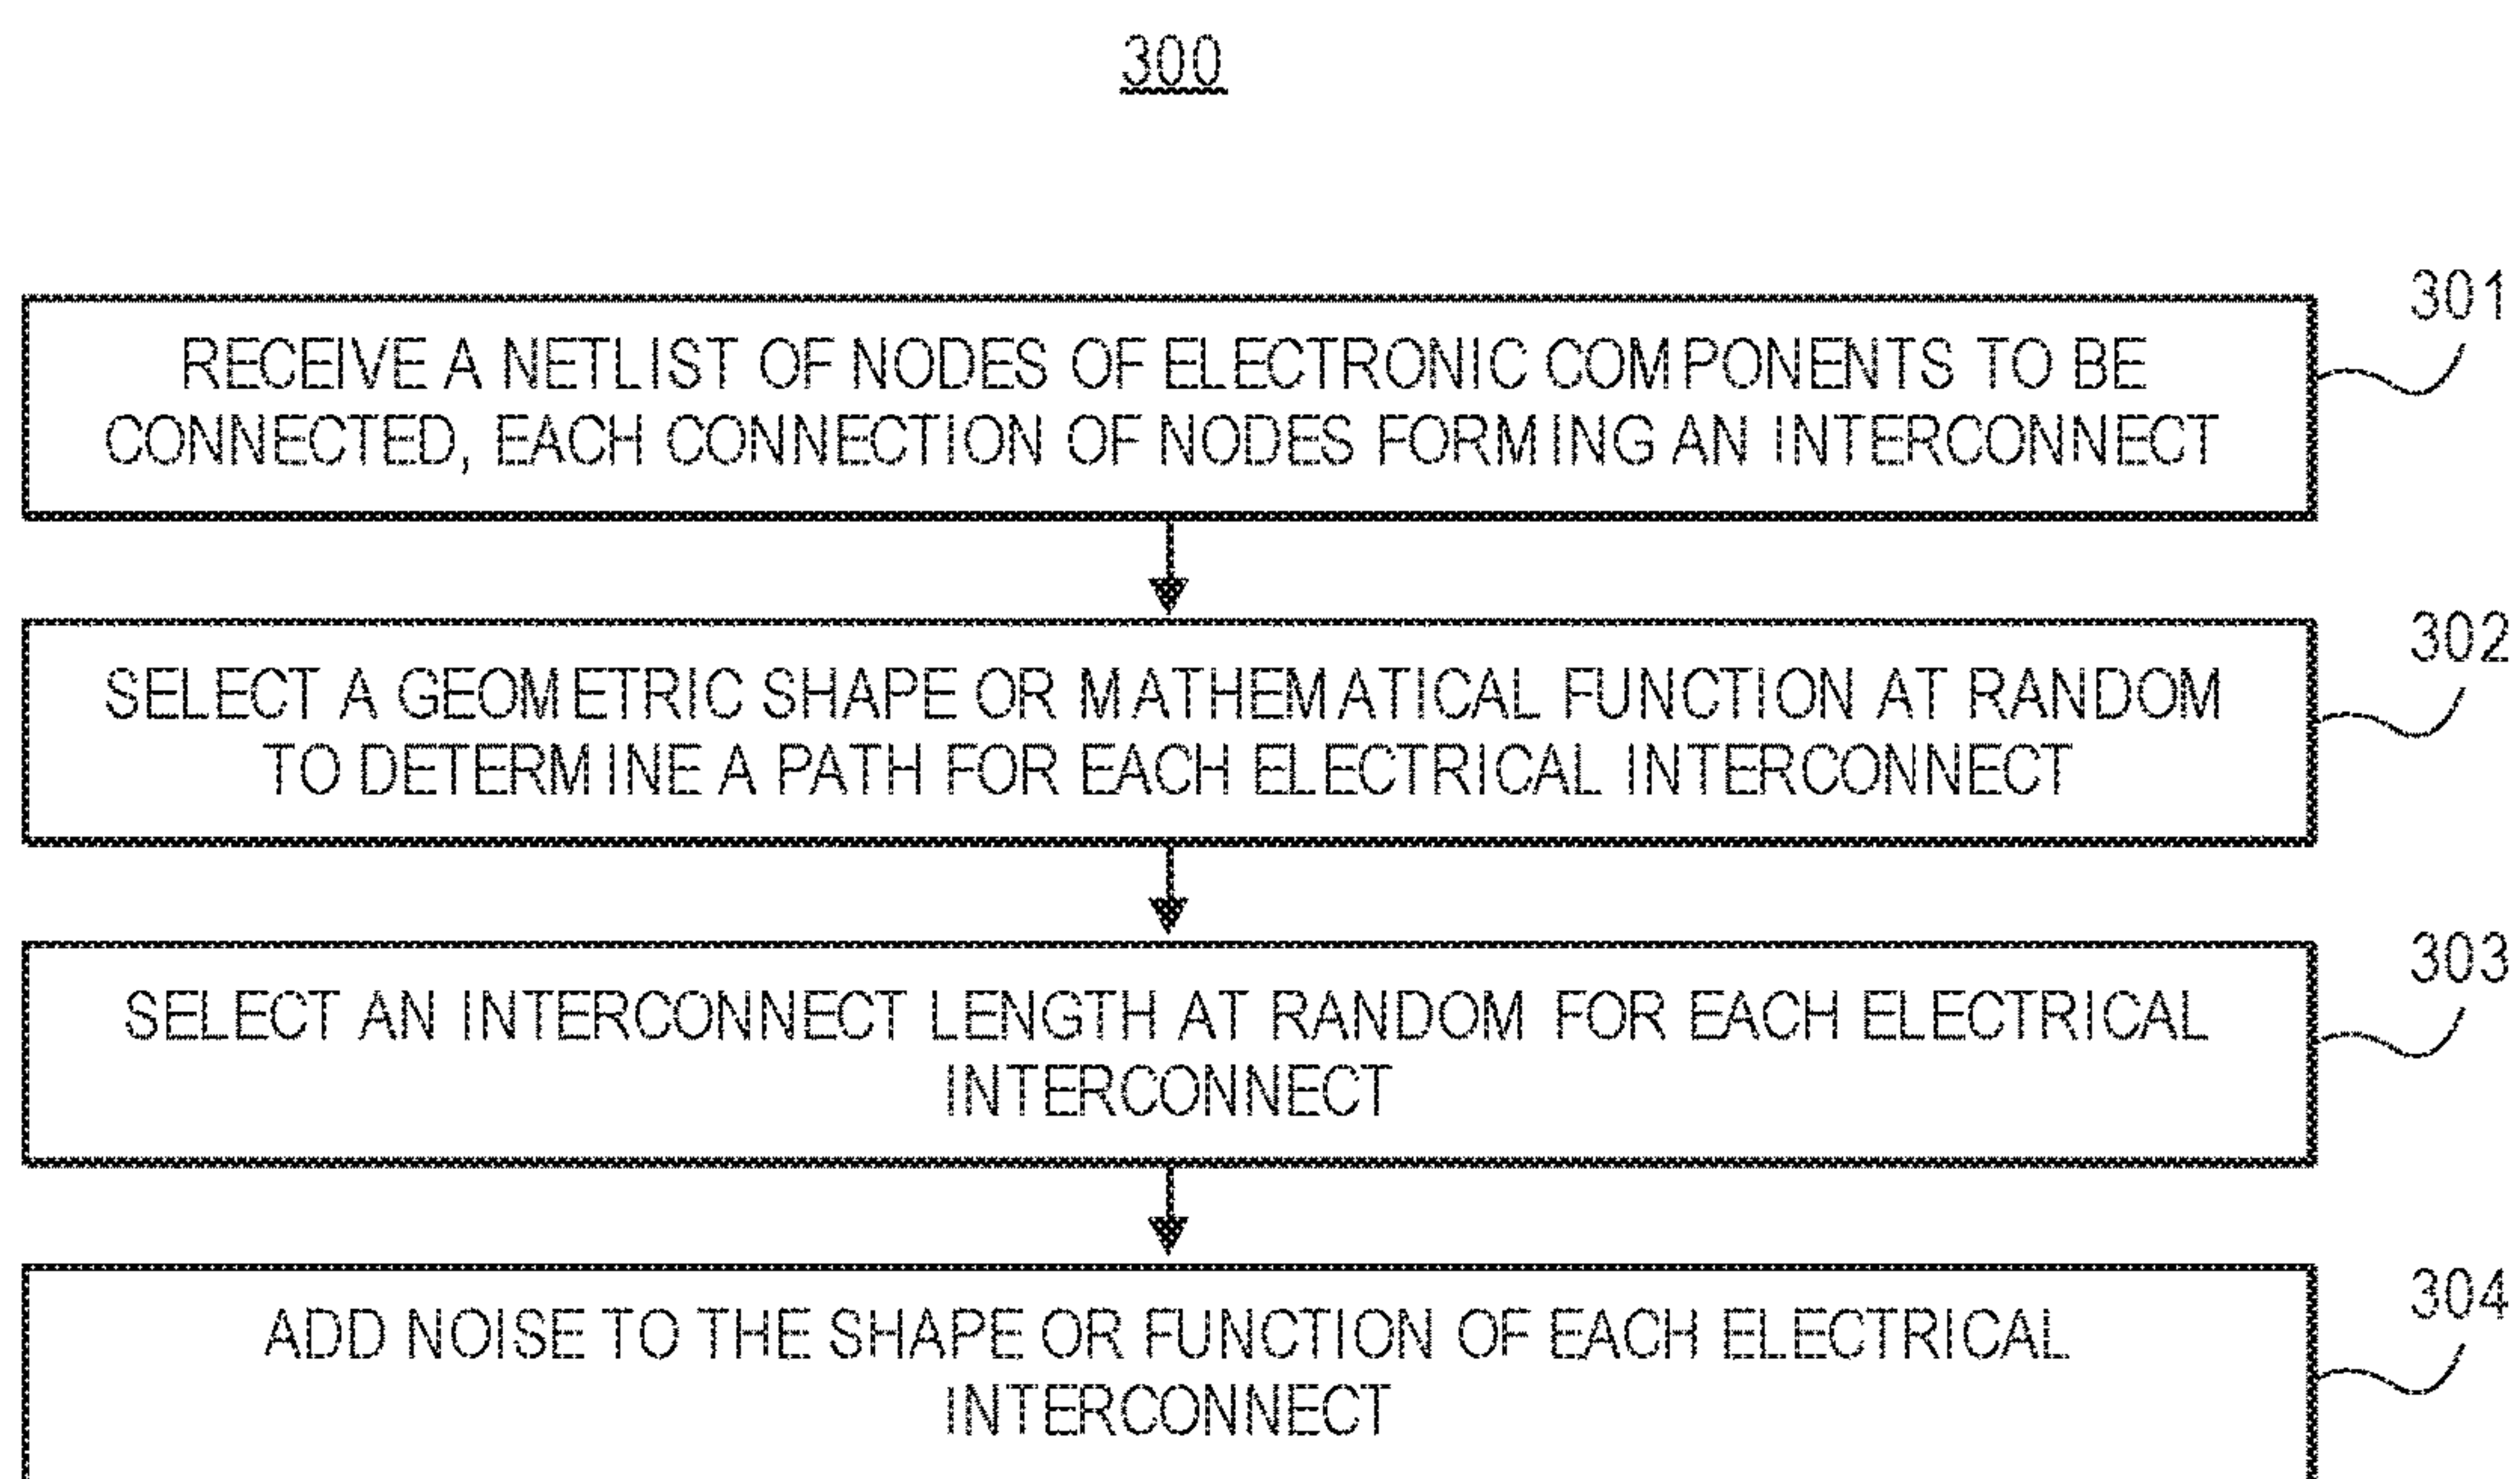 300
301
RECEIVE A NETLIST OF NODES OF ELECTRONIC COMPONENTS TO BE
CONNECTED, EACH CONNECTION OF NODES FORMING AN INTERCONNECT
302
SELECT A GEOMETRIC SHAPE OR MATHEMATICAL FUNCTION AT RANDOM
TO DETERMINE A PATH FOR EACH ELECTRICAL INTERCONNECT
303
SELECT AN INTERCONNECT LENGTH AT RANDOM FOR EACH ELECTRICAL
INTERCONNECT
304
ADD NOISE TO THE SHAPE OR FUNCTION OF EACH ELECTRICAL
INTERCONNECT